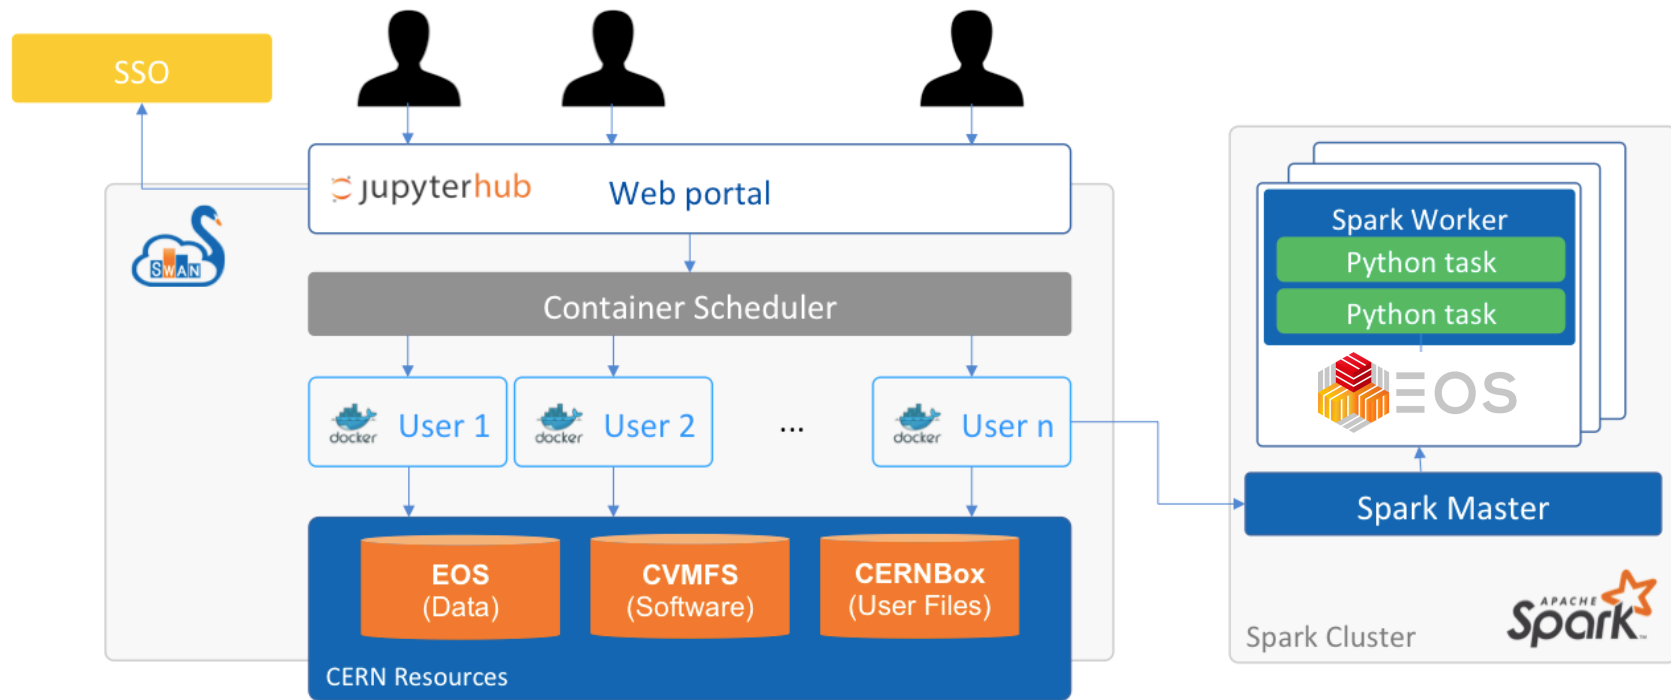 SSO
jupyterhub
Web portal
SWAN
Container Scheduler
docker
User 1
docker
User 2
...
docker
User n
EOS
(Data)
CVMFS
(Software)
CERNBox
(User Files)
CERN Resources
Spark Worker
Python task
Python task
EOS
Spark Master
Spark Cluster
APACHE
Spark™